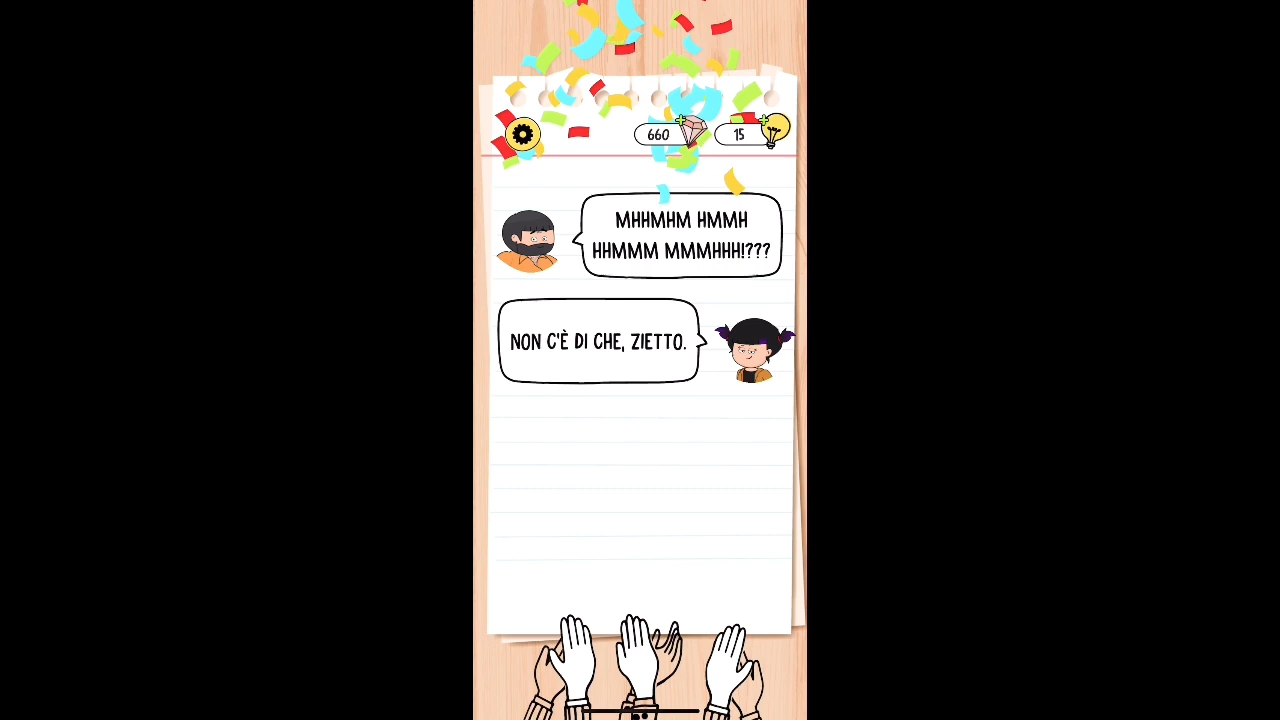 660
15
MHHMHM HMMH
HHMMM MMMHHH!???
NON C'È DI CHE, ZIETTO.